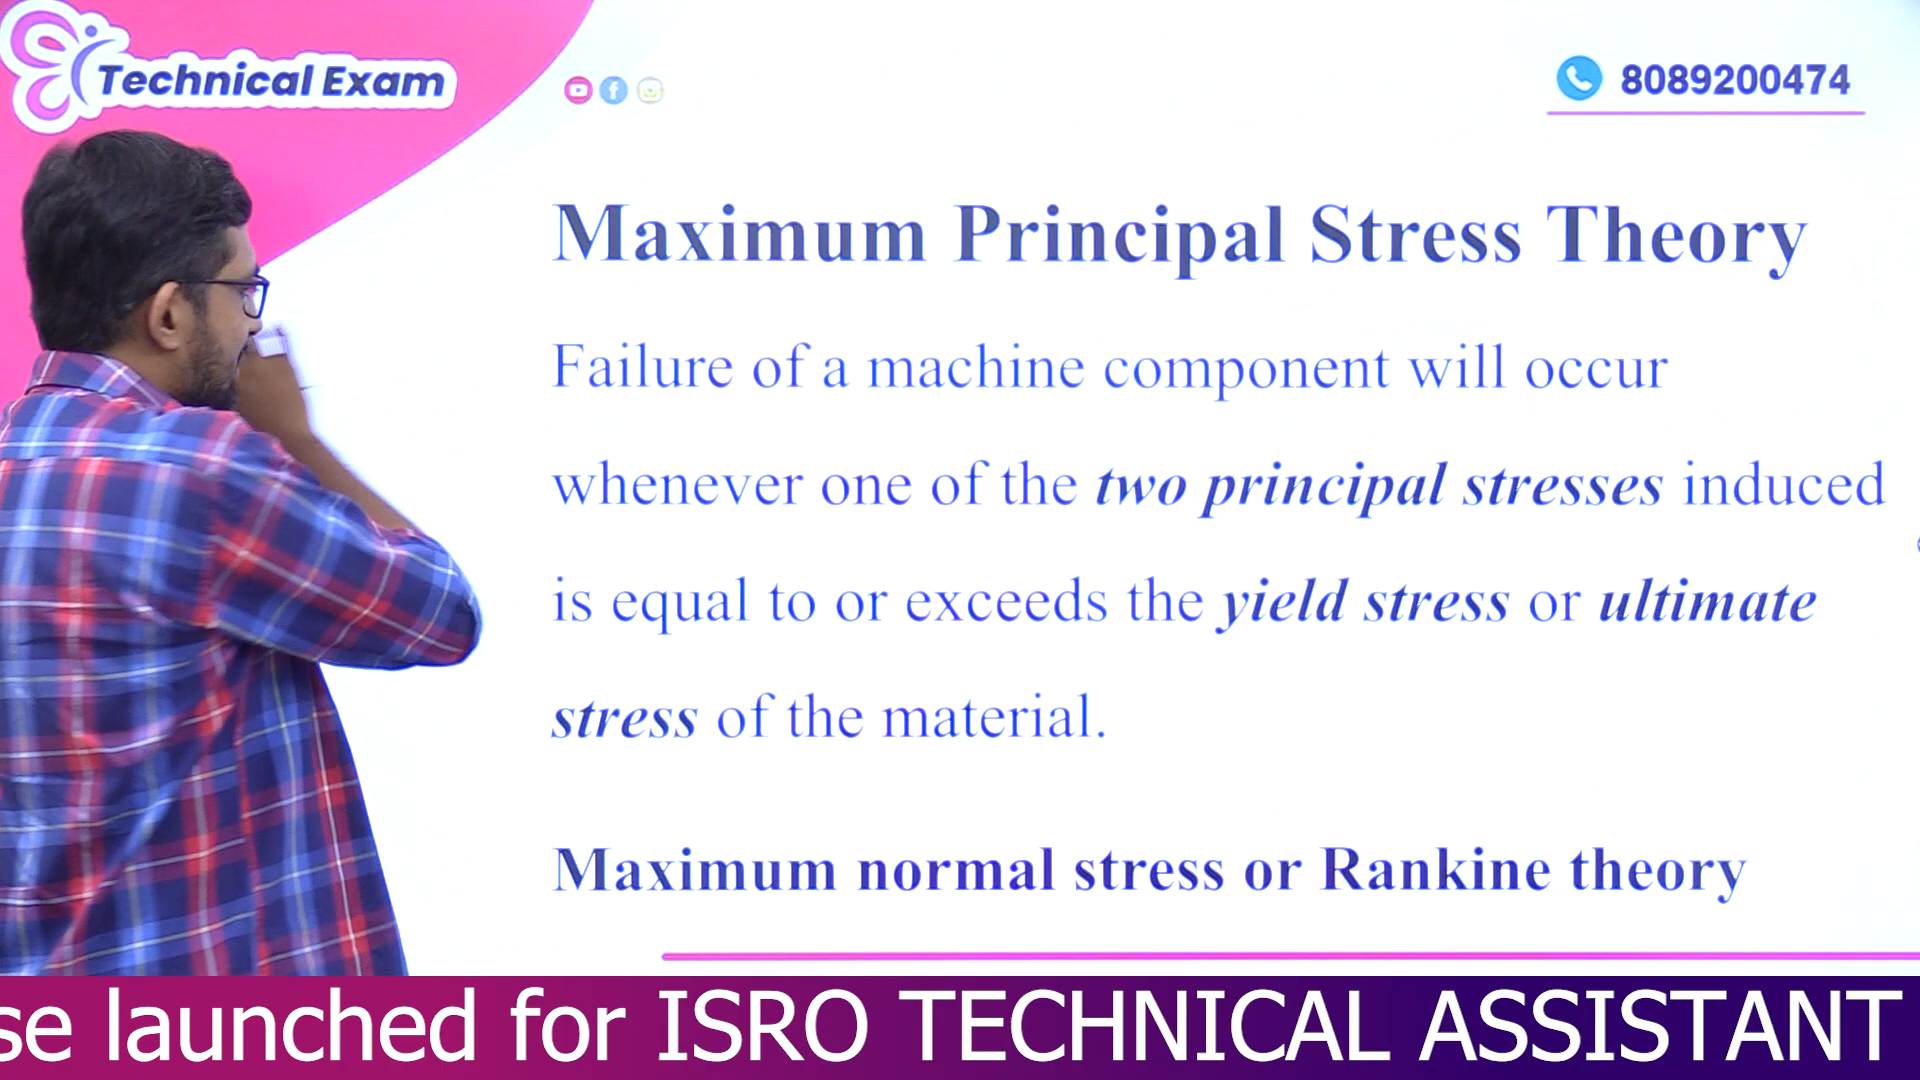 Technical Exam
8089200474
Maximum Principal Stress Theory
Failure of a machine component will occur
whenever one of the two principal stresses induced
is equal to or exceeds the yield stress or ultimate
stress of the material.
Maximum normal stress or Rankine theory
se launched for ISRO TECHNICAL ASSISTANT